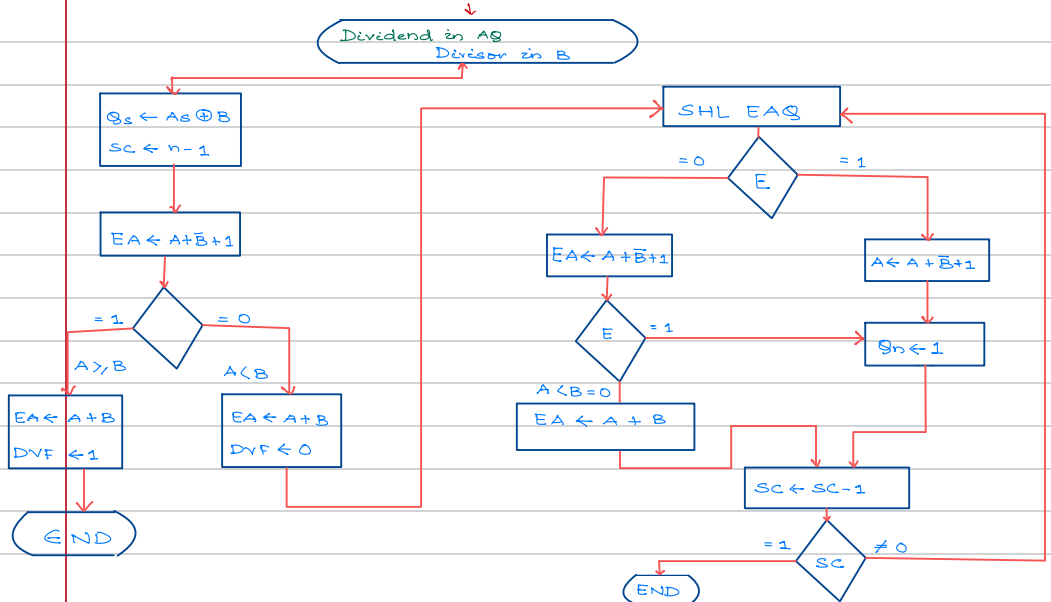 Dividend in AQ
Divisor in B
Qs ← As ⊕ B
SC ← n-1
EA ← A+B̅+1
= 1
= 0
A ≥ B
A < B
EA ← A+B
DVF ← 1
EA ← A+B
DVF ← 0
END
SHL EAQ
= 0
= 1
E
EA ← A+B̅+1
A ← A+B̅+1
E
= 1
Qn ← 1
A < B = 0
EA ← A + B
SC ← SC-1
= 1
≠ 0
SC
END